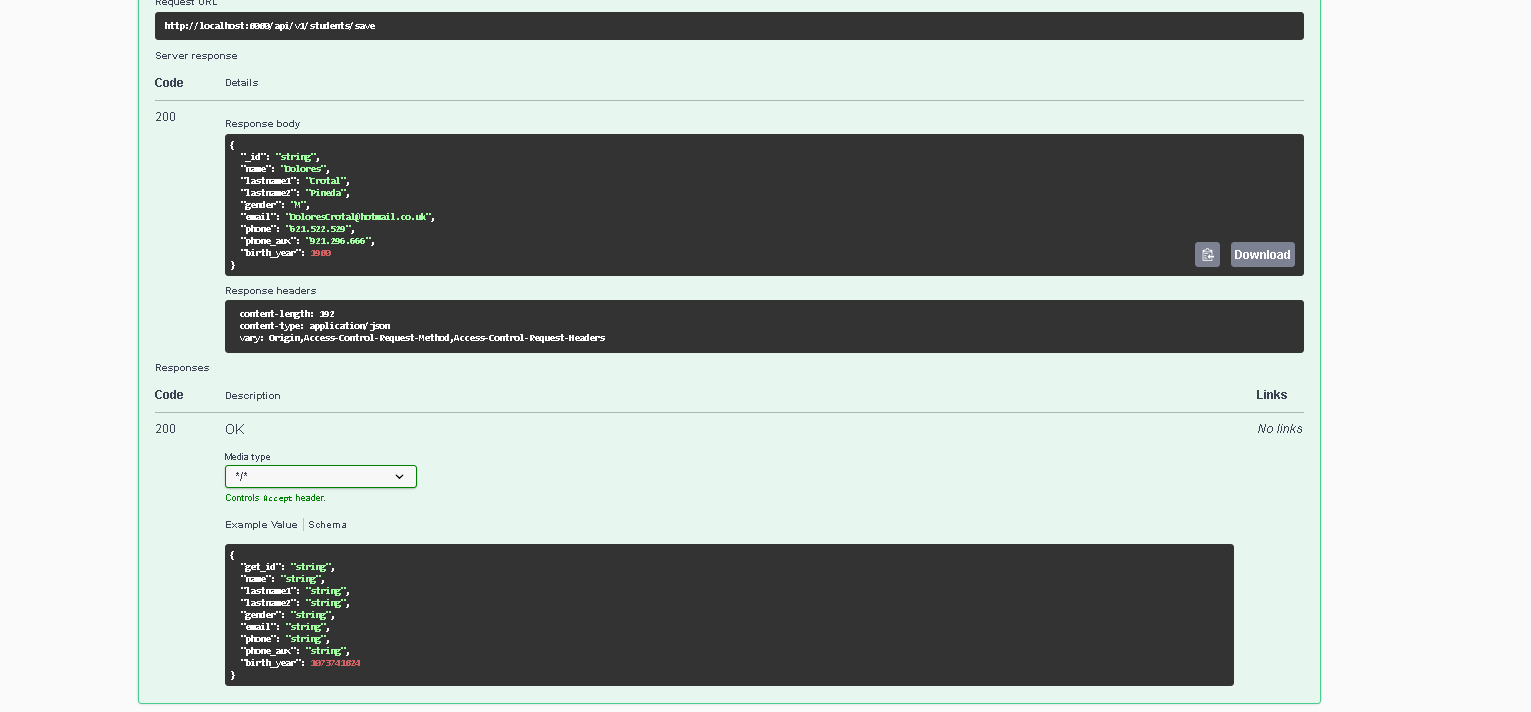 Request URL
http://localhost:8080/api/v1/students/save
Server response
Code Details
200
Response body
{
"_id": "string",
"name": "Dolores",
"lastname1": "Crotal",
"lastname2": "Pineda",
"gender": "M",
"email": "DoloresCrotal@hotmail.co.uk",
"phone": "621.522.529",
"phone_aux": "921.296.666",
"birth_year": 1980
}
Download
Response headers
content-length: 192
content-type: application/json
vary: Origin,Access-Control-Request-Method,Access-Control-Request-Headers
Responses
Code Description Links
200 OK No links
Media type
*/*
Controls Accept header.
Example Value Schema
{
"get_id": "string",
"name": "string",
"lastname1": "string",
"lastname2": "string",
"gender": "string",
"email": "string",
"phone": "string",
"phone_aux": "string",
"birth_year": 1073741824
}